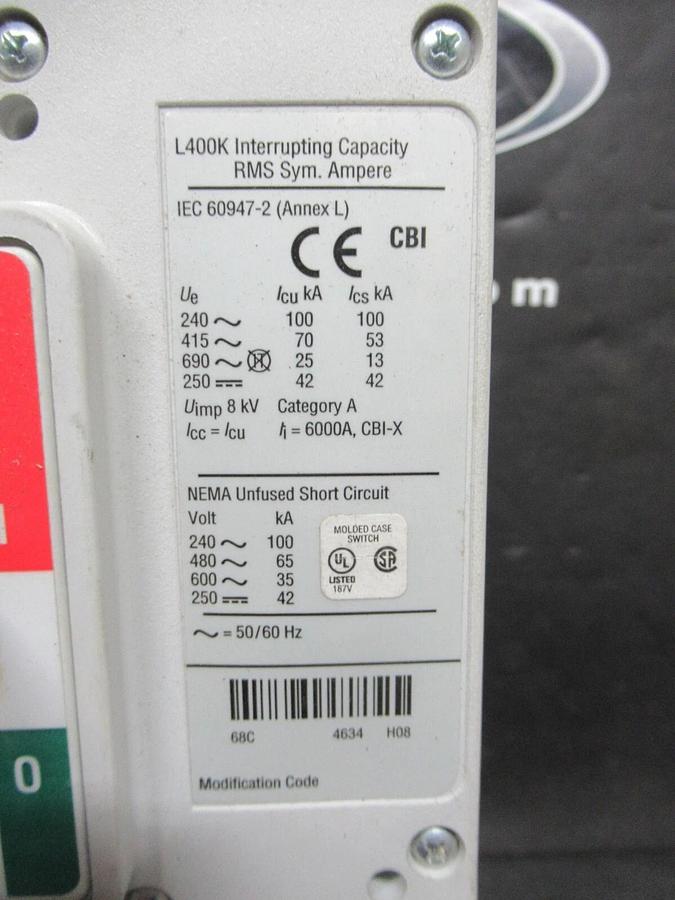 L400K Interrupting Capacity
RMS Sym. Ampere
IEC 60947-2 (Annex L)
CE CBI
Ue Icu kA Ics kA
240 ~ 100 100
415 ~ 70 53
690 ~ 25 13
250 ⎓ 42 42
Uimp 8 kV Category A
Icc = Icu Ii = 6000A, CBI-X
NEMA Unfused Short Circuit
Volt kA
240 ~ 100
480 ~ 65
600 ~ 35
250 ⎓ 42
MOLDED CASE
SWITCH
UL SA
LISTED
187V
~ = 50/60 Hz
68C 4634 H08
Modification Code
0
om